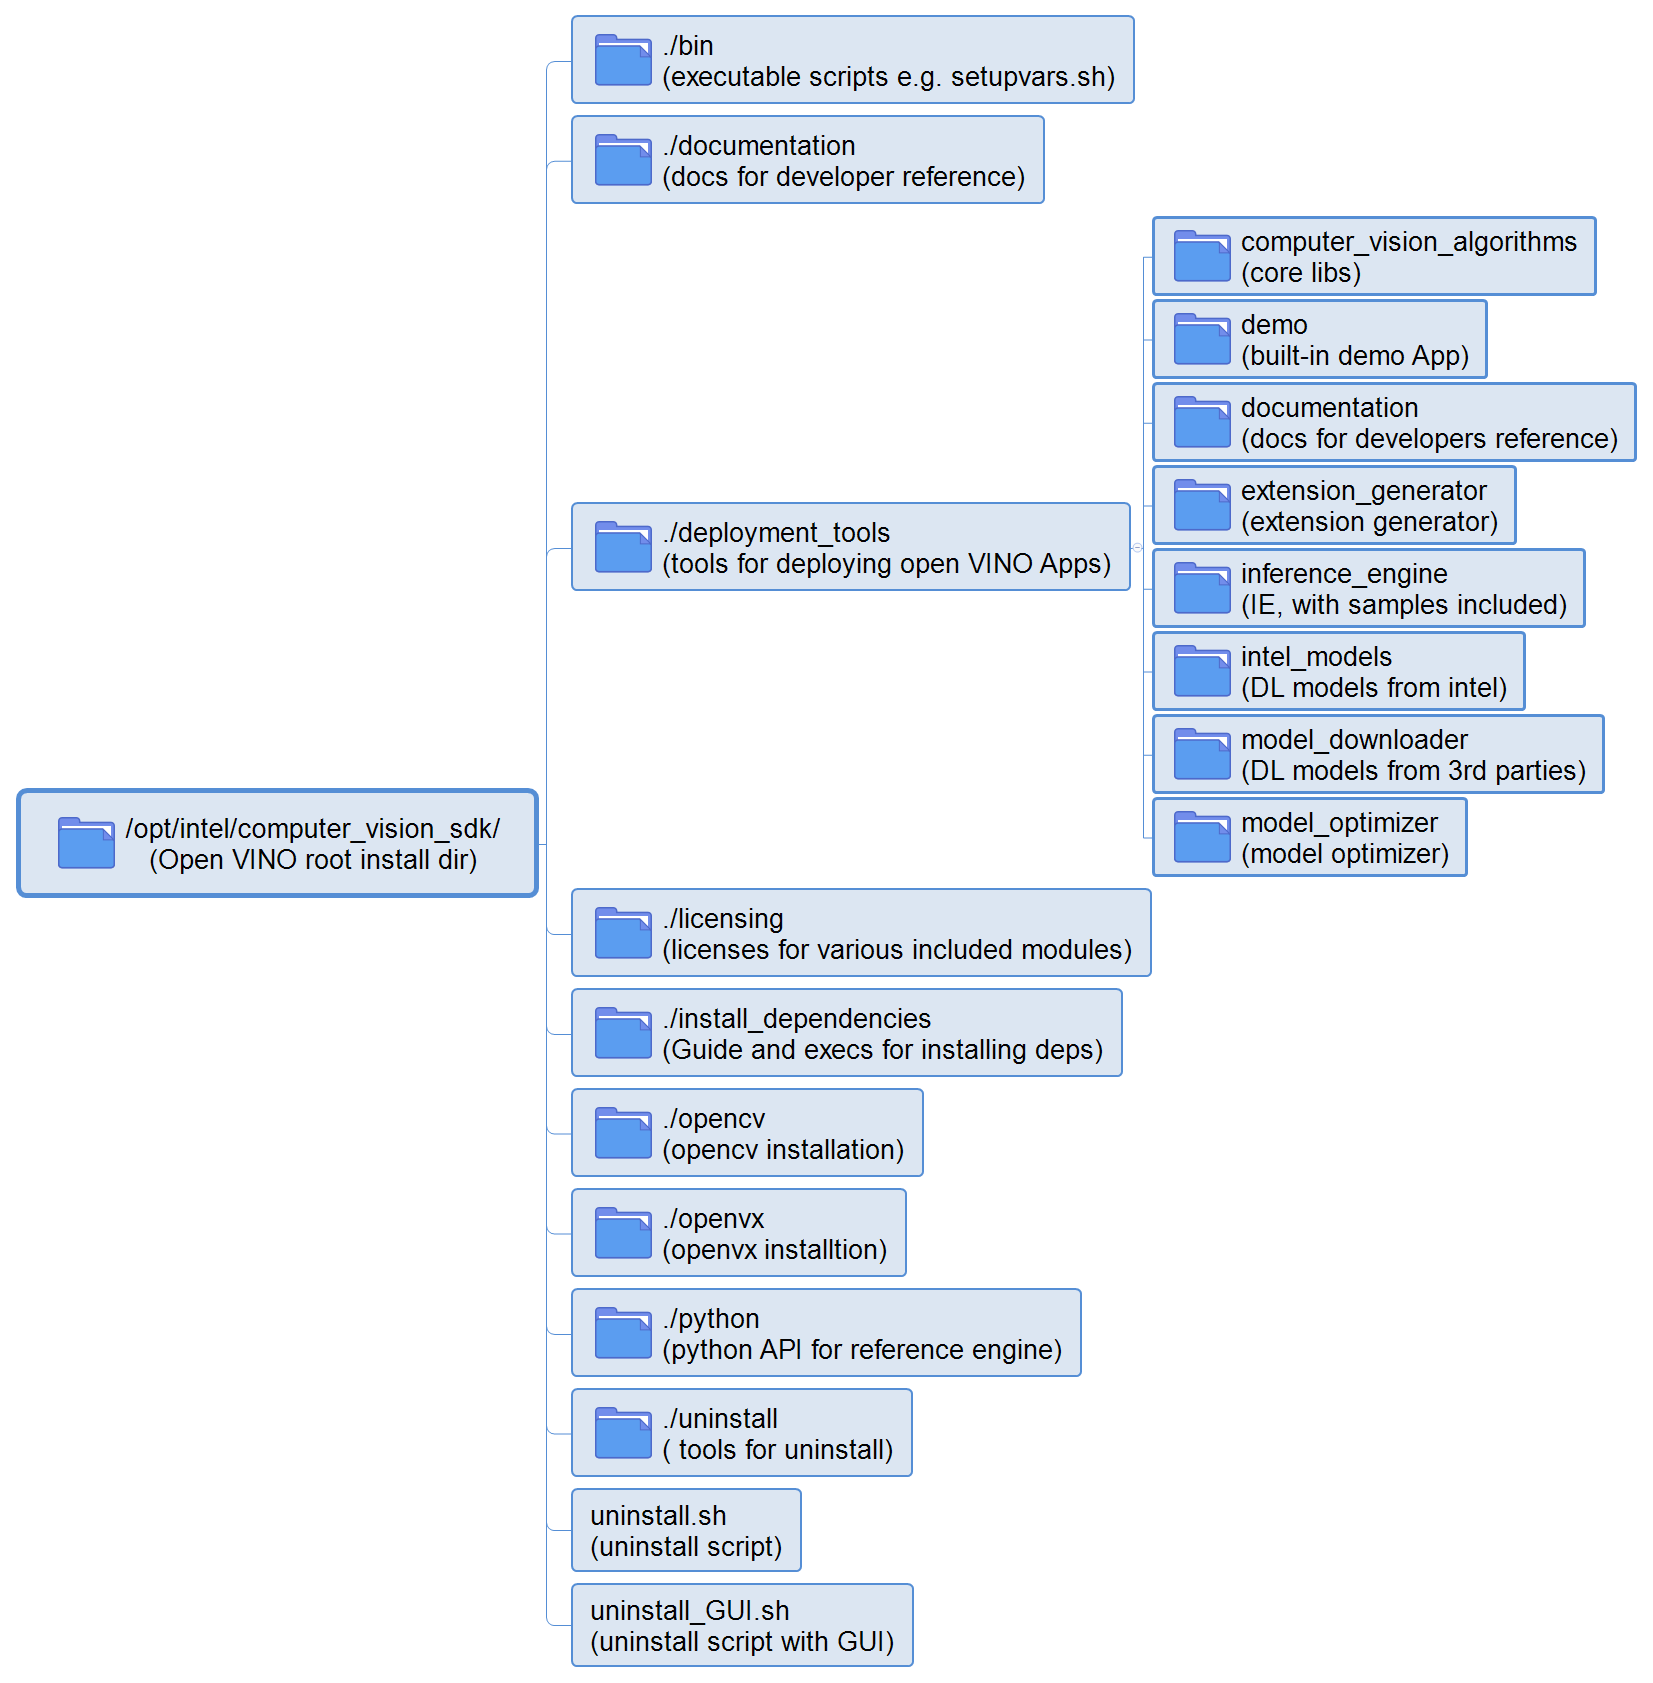 ./bin
(executable scripts e.g. setupvars.sh)
./documentation
(docs for developer reference)
computer_vision_algorithms
(core libs)
demo
(built-in demo App)
documentation
(docs for developers reference)
extension_generator
(extension generator)
./deployment_tools
(tools for deploying open VINO Apps)
inference_engine
(IE, with samples included)
intel_models
(DL models from intel)
model_downloader
(DL models from 3rd parties)
model_optimizer
(model optimizer)
/opt/intel/computer_vision_sdk/
(Open VINO root install dir)
./licensing
(licenses for various included modules)
./install_dependencies
(Guide and execs for installing deps)
./opencv
(opencv installation)
./openvx
(openvx installtion)
./python
(python API for reference engine)
./uninstall
( tools for uninstall)
uninstall.sh
(uninstall script)
uninstall_GUI.sh
(uninstall script with GUI)